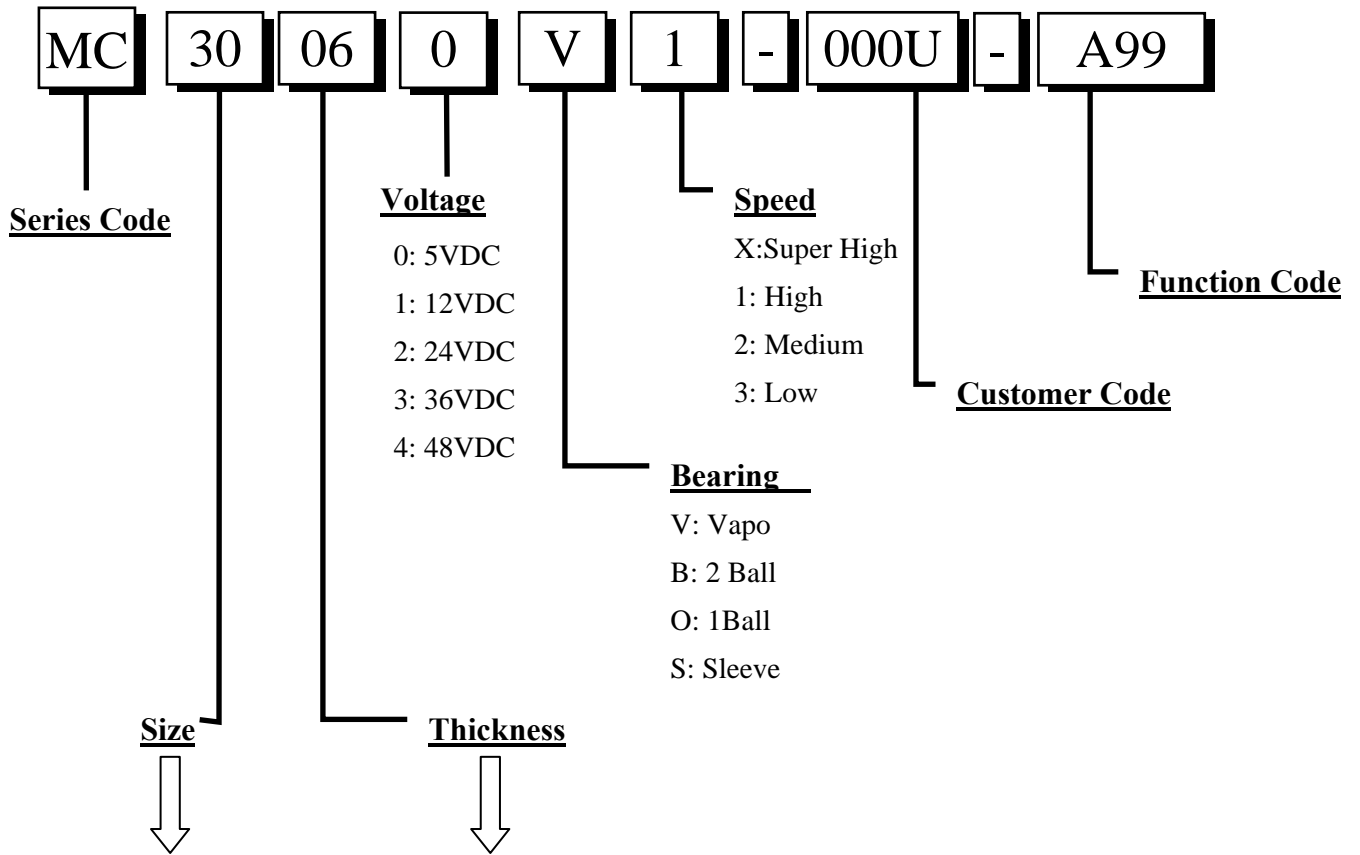 MC 30 06 0 V 1 - 000U - A99
Series Code
Voltage
0: 5VDC
1: 12VDC
2: 24VDC
3: 36VDC
4: 48VDC
Speed
X:Super High
1: High
2: Medium
3: Low
Function Code
Customer Code
Bearing
V: Vapo
B: 2 Ball
O: 1Ball
S: Sleeve
Size
Thickness